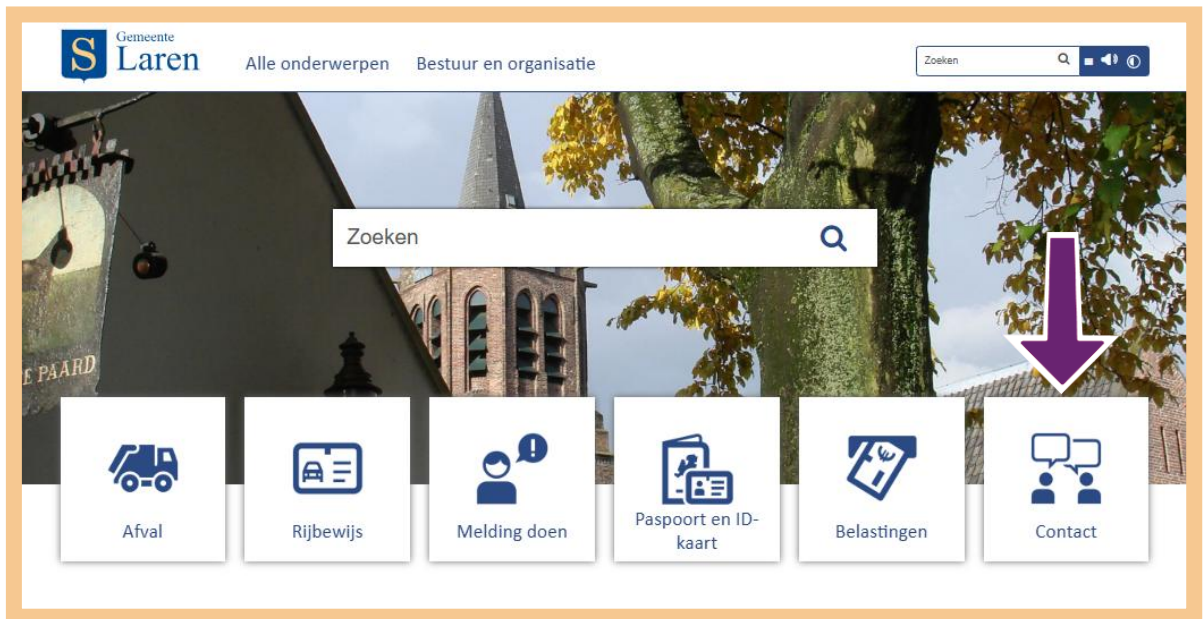 Gemeente
Laren
Alle onderwerpen
Bestuur en organisatie
Zoeken
Zoeken
E PAARD
Afval
Rijbewijs
Melding doen
Paspoort en ID-
kaart
Belastingen
Contact